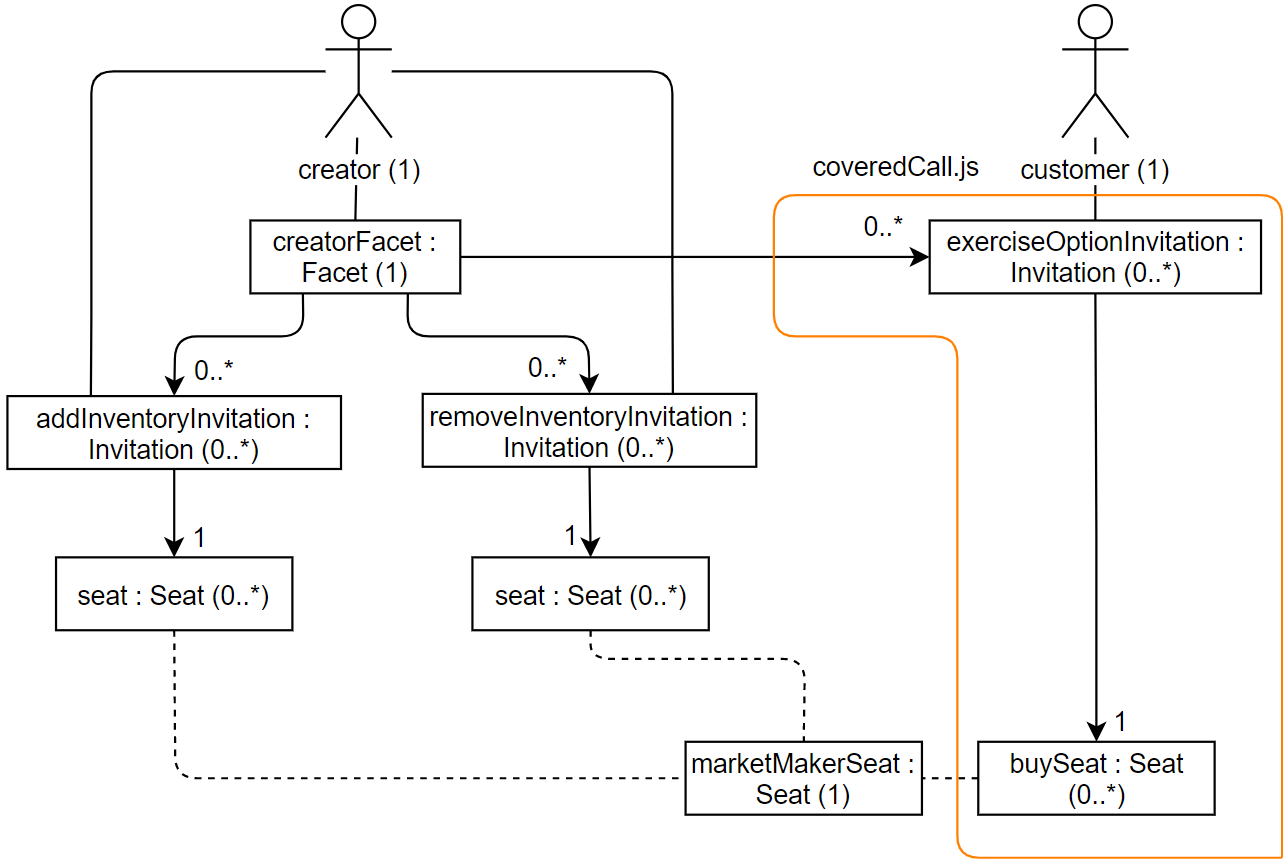 coveredCall.js
creator (1)
customer (1)
0..*
creatorFacet :
Facet (1)
exerciseOptionInvitation :
Invitation (0..*)
0..*
0..*
addInventoryInvitation :
Invitation (0..*)
removeInventoryInvitation :
Invitation (0..*)
1
1
seat : Seat (0..*)
seat : Seat (0..*)
1
marketMakerSeat :
Seat (1)
buySeat : Seat
(0..*)